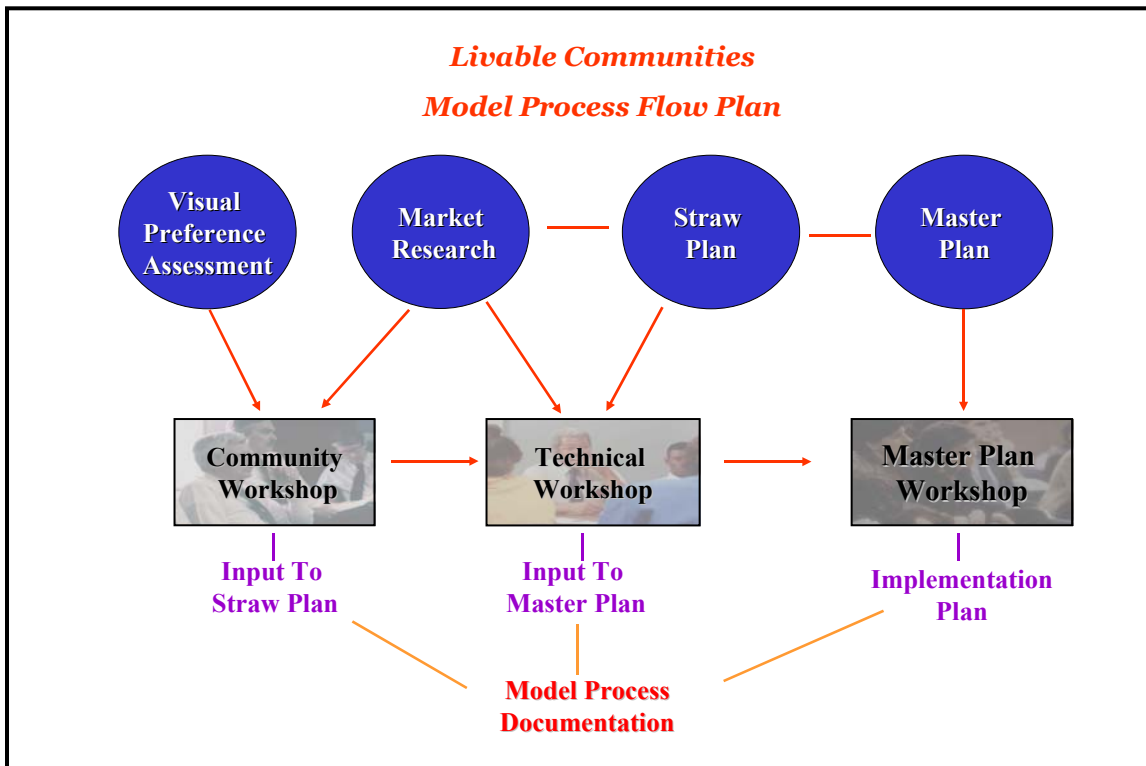 Livable Communities
Model Process Flow Plan
Visual
Preference
Assessment
Market
Research
Straw
Plan
Master
Plan
Community
Workshop
Technical
Workshop
Master Plan
Workshop
Input To
Straw Plan
Input To
Master Plan
Implementation
Plan
Model Process
Documentation